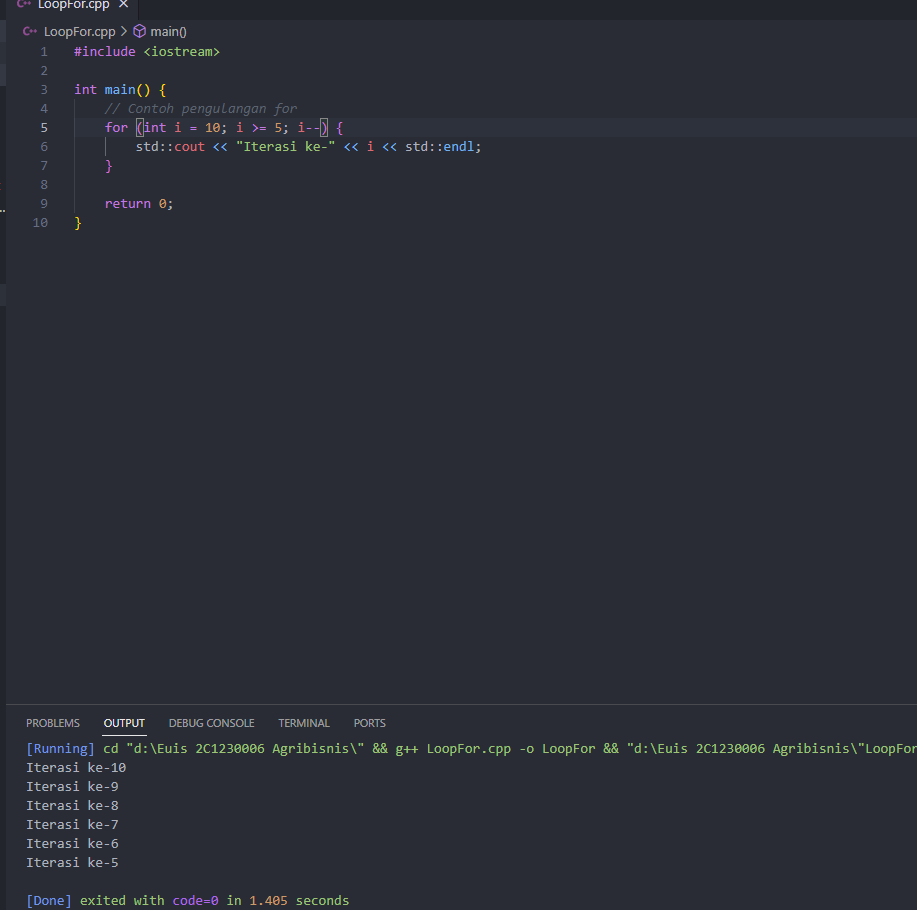 LoopFor.cpp ×
LoopFor.cpp > main()
1 #include <iostream>
2
3 int main() {
4 // Contoh pengulangan for
5 for (int i = 10; i >= 5; i--) {
6 std::cout << "Iterasi ke-" << i << std::endl;
7 }
8
9 return 0;
10 }
PROBLEMS OUTPUT DEBUG CONSOLE TERMINAL PORTS
[Running] cd "d:\Euis 2C1230006 Agribisnis\" && g++ LoopFor.cpp -o LoopFor && "d:\Euis 2C1230006 Agribisnis\"LoopFor
Iterasi ke-10
Iterasi ke-9
Iterasi ke-8
Iterasi ke-7
Iterasi ke-6
Iterasi ke-5
[Done] exited with code=0 in 1.405 seconds